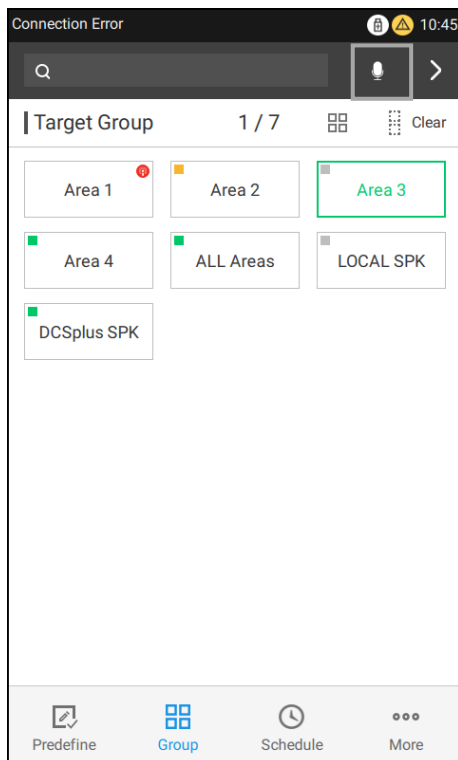 Connection Error 10:45
Target Group 1 / 7 Clear
Area 1 Area 2 Area 3
Area 4 ALL Areas LOCAL SPK
DCSplus SPK
Predefine Group Schedule More